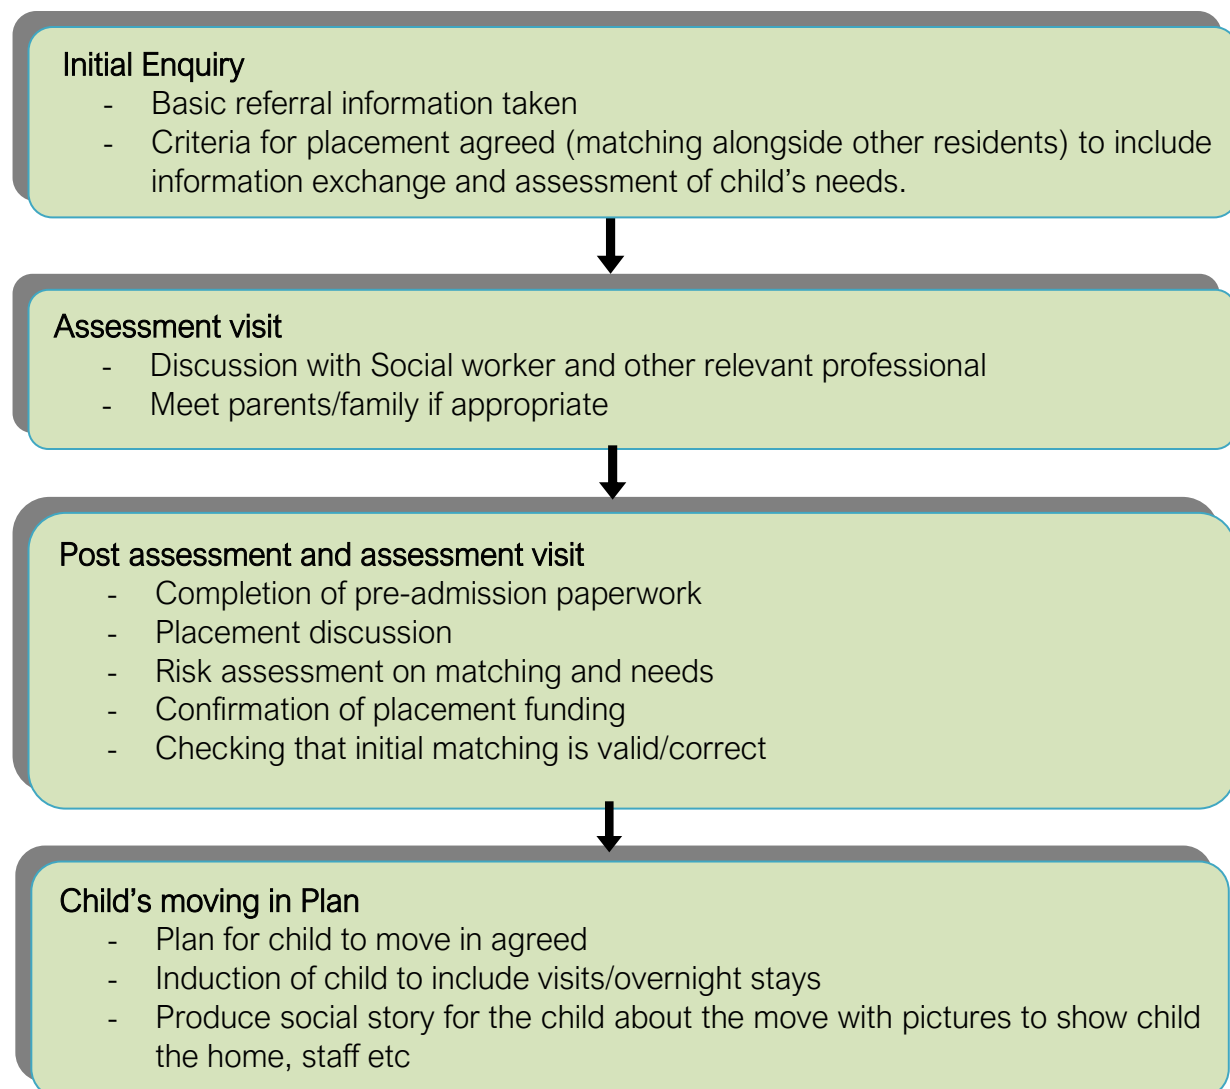 Initial Enquiry
- Basic referral information taken
- Criteria for placement agreed (matching alongside other residents) to include
information exchange and assessment of child’s needs.
Assessment visit
- Discussion with Social worker and other relevant professional
- Meet parents/family if appropriate
Post assessment and assessment visit
- Completion of pre-admission paperwork
- Placement discussion
- Risk assessment on matching and needs
- Confirmation of placement funding
- Checking that initial matching is valid/correct
Child’s moving in Plan
- Plan for child to move in agreed
- Induction of child to include visits/overnight stays
- Produce social story for the child about the move with pictures to show child
the home, staff etc